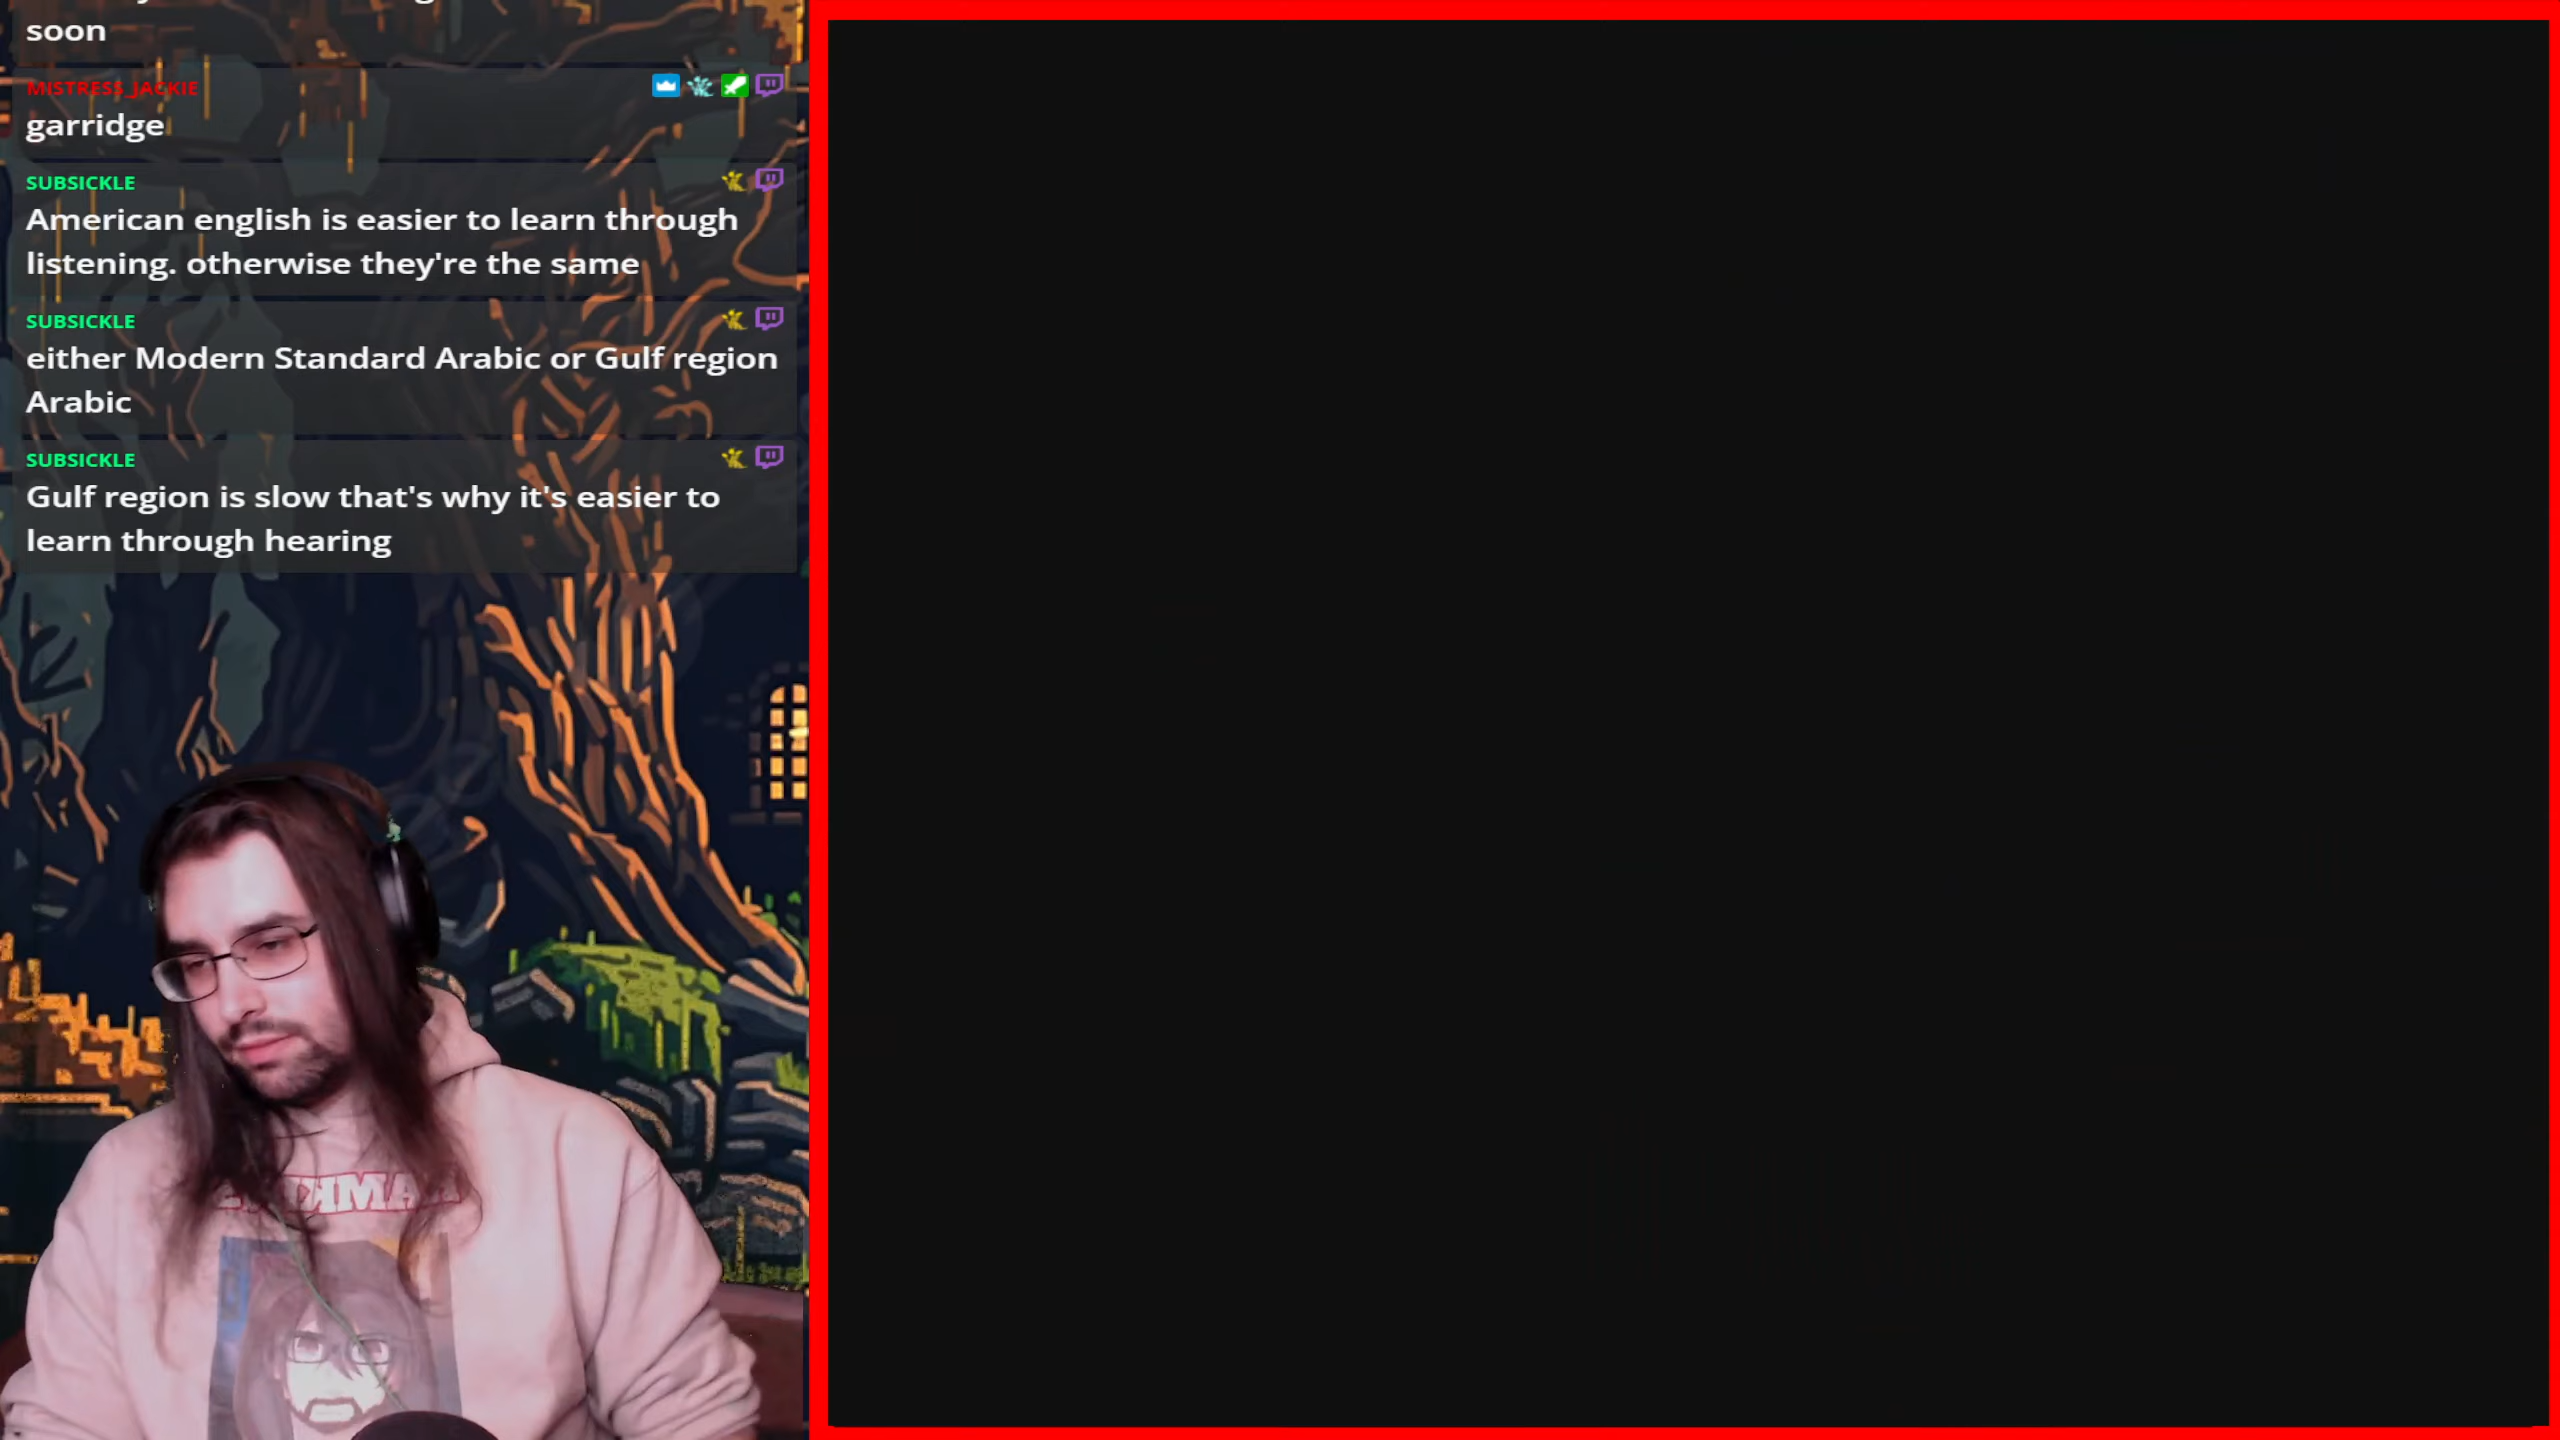 soon
MISTRESS_JACKIE
garridge
SUBSICKLE
American english is easier to learn through
listening. otherwise they're the same
SUBSICKLE
either Modern Standard Arabic or Gulf region
Arabic
SUBSICKLE
Gulf region is slow that's why it's easier to
learn through hearing